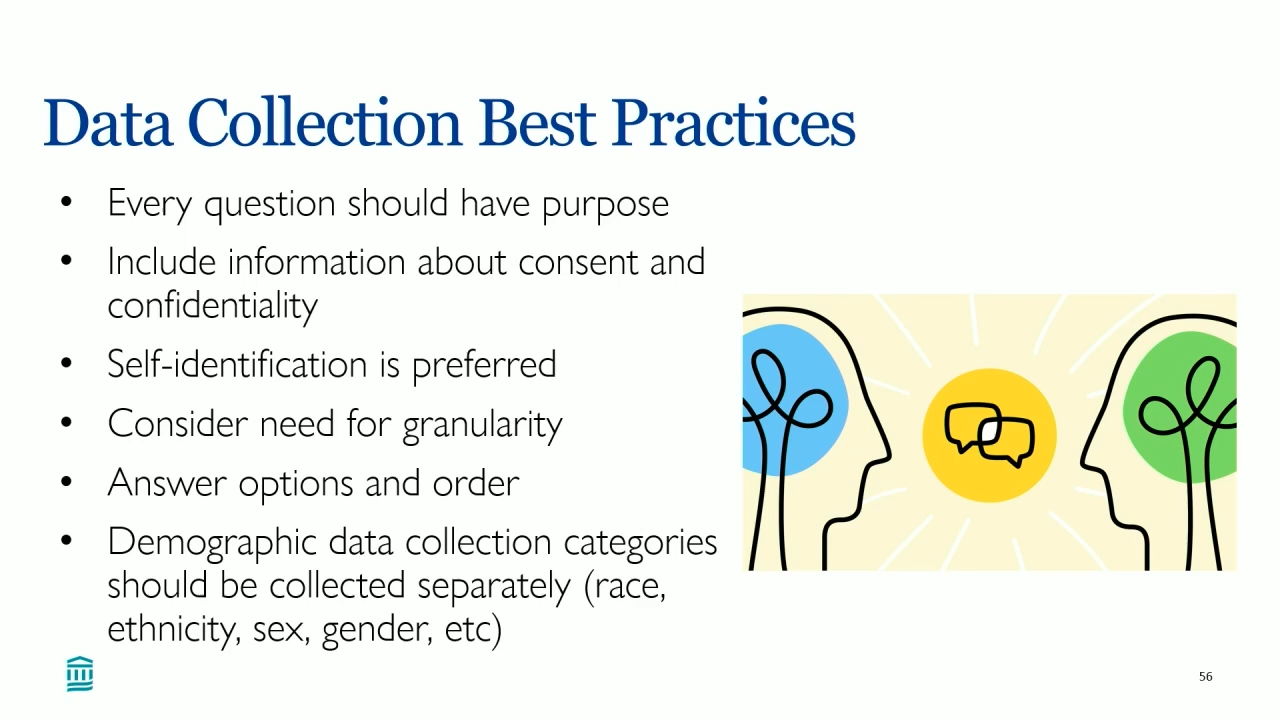 Data Collection Best Practices
• Every question should have purpose
• Include information about consent and
confidentiality
• Self-identification is preferred
• Consider need for granularity
• Answer options and order
• Demographic data collection categories
should be collected separately (race,
ethnicity, sex, gender, etc)
56